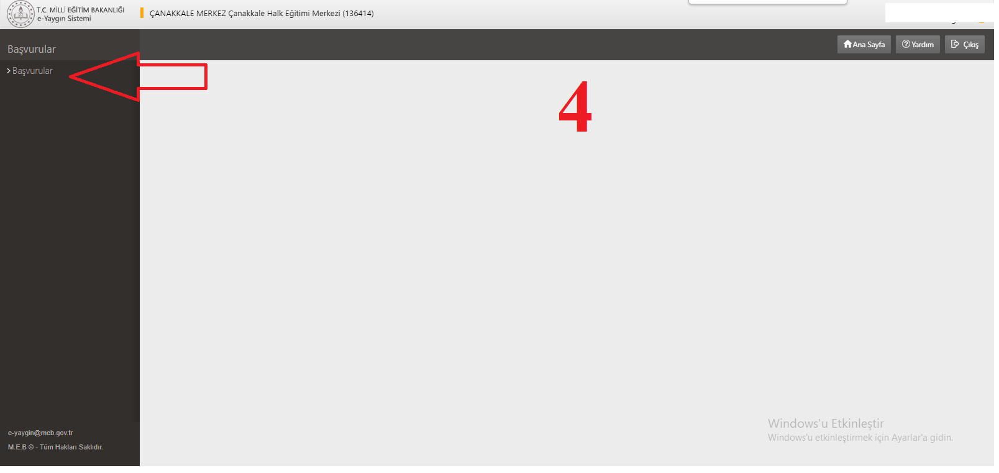 T.C. MİLLİ EĞİTİM BAKANLIĞI
e-Yaygın Sistemi
ÇANAKKALE MERKEZ Çanakkale Halk Eğitimi Merkezi (136414)
Başvurular
Ana Sayfa
Yardım
Çıkış
Başvurular
4
Windows'u Etkinleştir
Windows'u etkinleştirmek için Ayarlar'a gidin.
e-yaygin@meb.gov.tr
M.E.B © - Tüm Hakları Saklıdır.